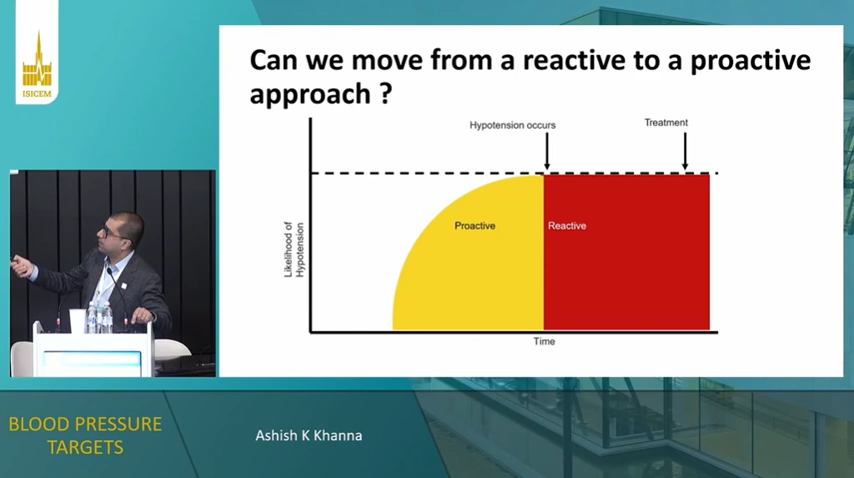 ISICEM
Can we move from a reactive to a proactive
approach ?
Hypotension occurs
Treatment
Likelihood of
Hypotension
Proactive
Reactive
Time
BLOOD PRESSURE
TARGETS
Ashish K Khanna